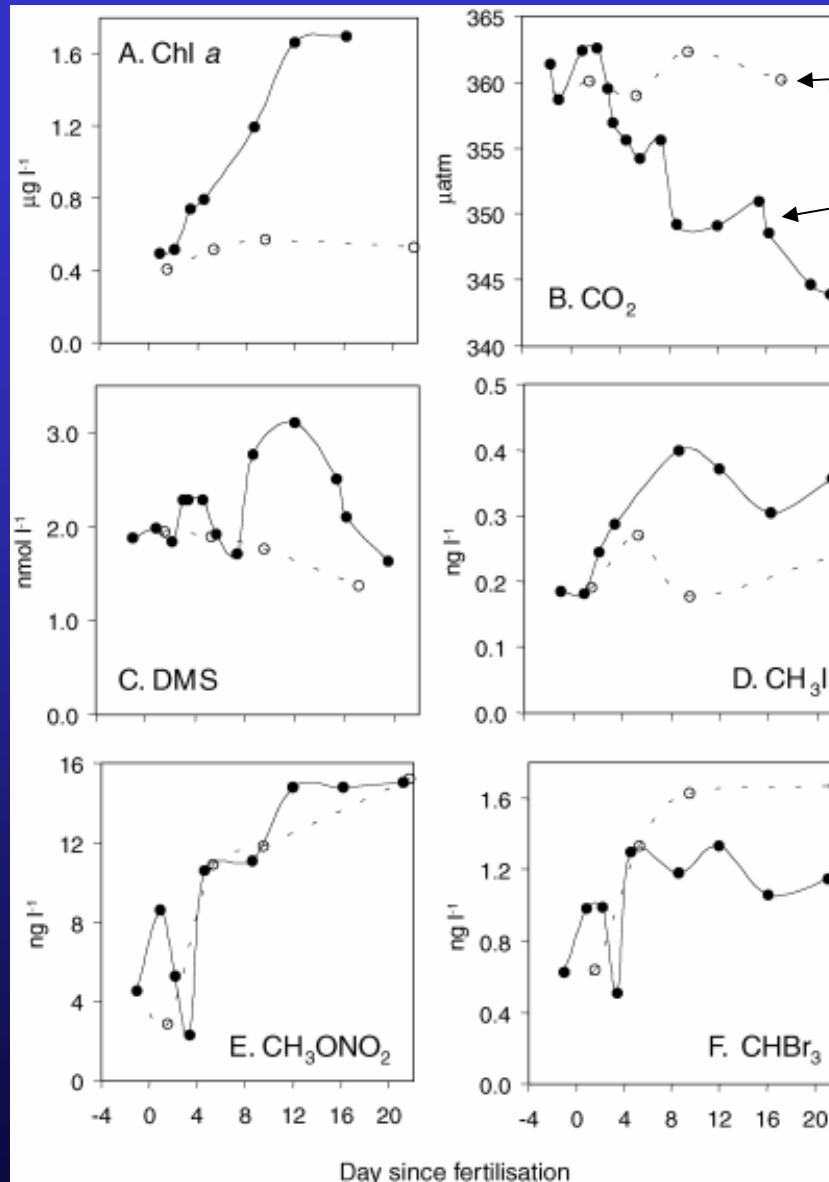 A. Chl a
1.6
1.2
0.8
0.4
0.0
µg l⁻¹
365
360
355
350
345
340
µatm
B. CO₂
3.0
2.0
1.0
0.0
nmol l⁻¹
C. DMS
0.5
0.4
0.3
0.2
0.1
0.0
ng l⁻¹
D. CH₃I
16
12
8
4
0
ng l⁻¹
E. CH₃ONO₂
-4 0 4 8 12 16 20
1.6
1.2
0.8
0.4
0.0
ng l⁻¹
F. CHBr₃
-4 0 4 8 12 16 20
Day since fertilisation